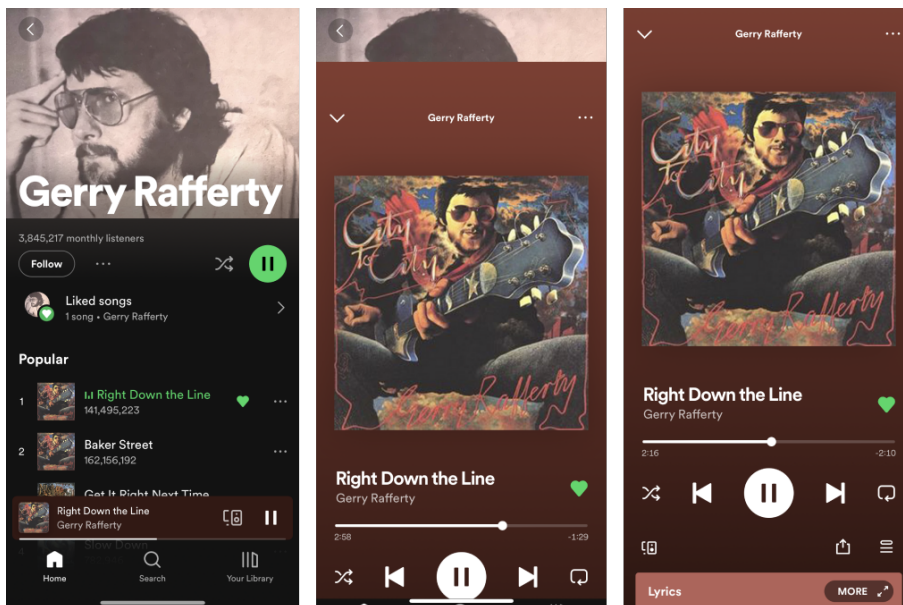 Gerry Rafferty
3,845,217 monthly listeners
Follow
Liked songs
1 song • Gerry Rafferty
Popular
1
Right Down the Line
141,495,223
2
Baker Street
162,156,192
Get It Right Next Time
Right Down the Line
Gerry Rafferty
4
Slow Down
Home
Search
Your Library
Gerry Rafferty
City
to City
Gerry Rafferty
Right Down the Line
Gerry Rafferty
2:58
-1:29
Gerry Rafferty
City
to City
Gerry Rafferty
Right Down the Line
Gerry Rafferty
2:16
-2:10
Lyrics
MORE